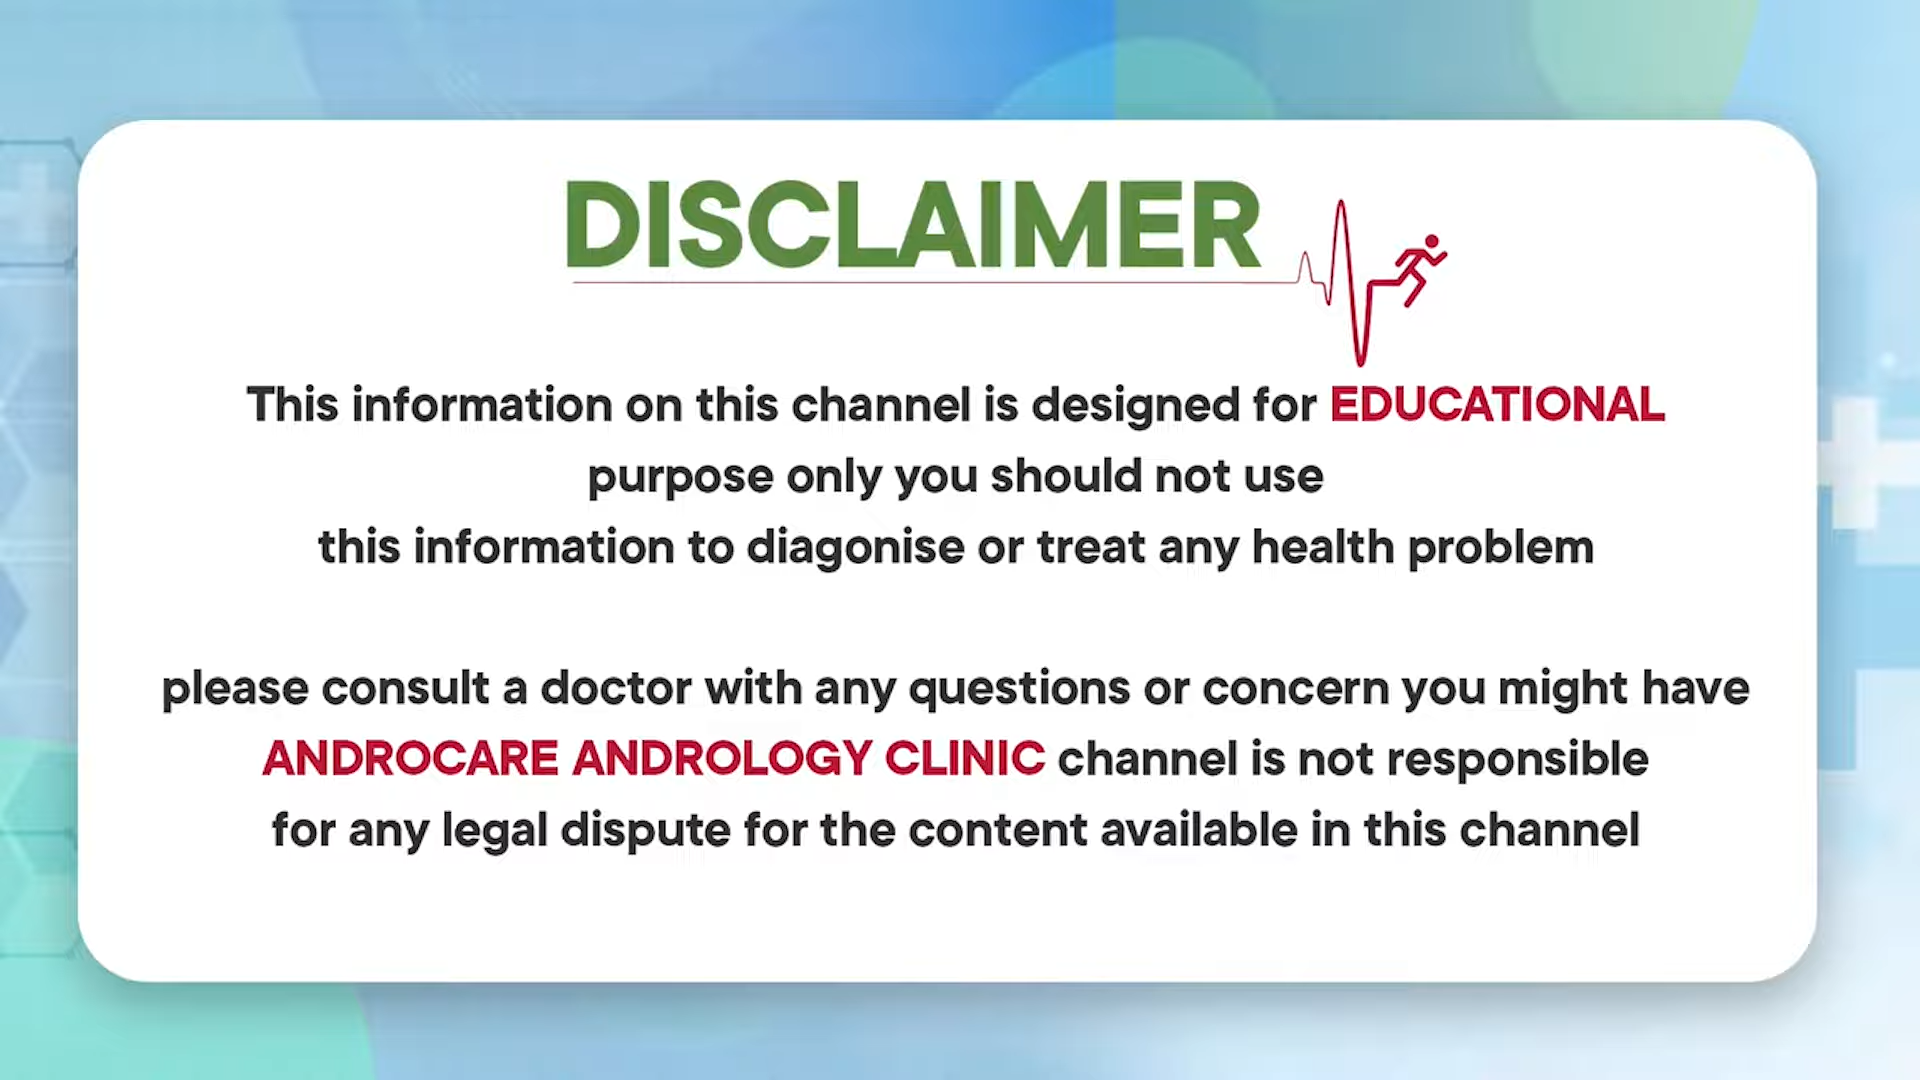 DISCLAIMER
This information on this channel is designed for EDUCATIONAL
purpose only you should not use
this information to diagonise or treat any health problem
please consult a doctor with any questions or concern you might have
ANDROCARE ANDROLOGY CLINIC channel is not responsible
for any legal dispute for the content available in this channel